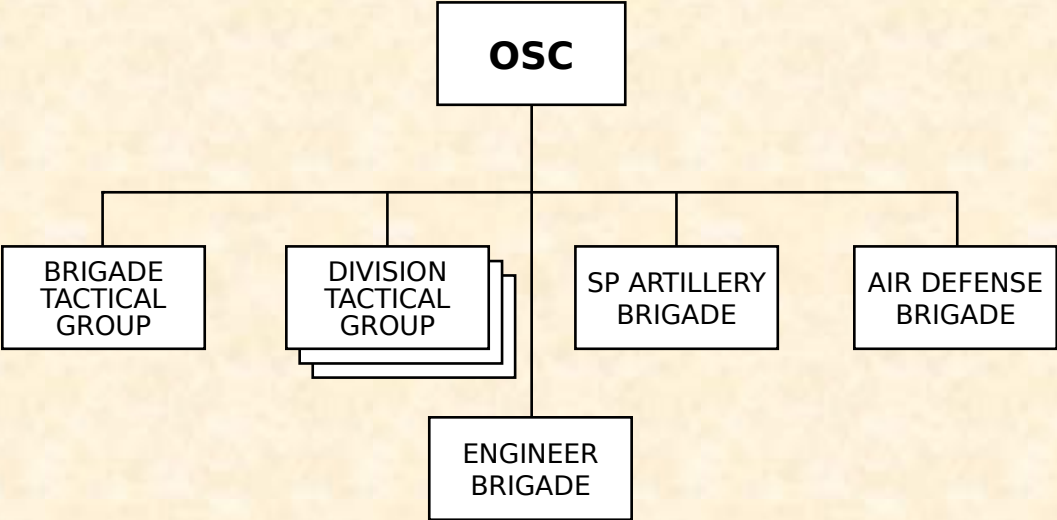 OSC
BRIGADE
TACTICAL
GROUP
DIVISION
TACTICAL
GROUP
SP ARTILLERY
BRIGADE
AIR DEFENSE
BRIGADE
ENGINEER
BRIGADE